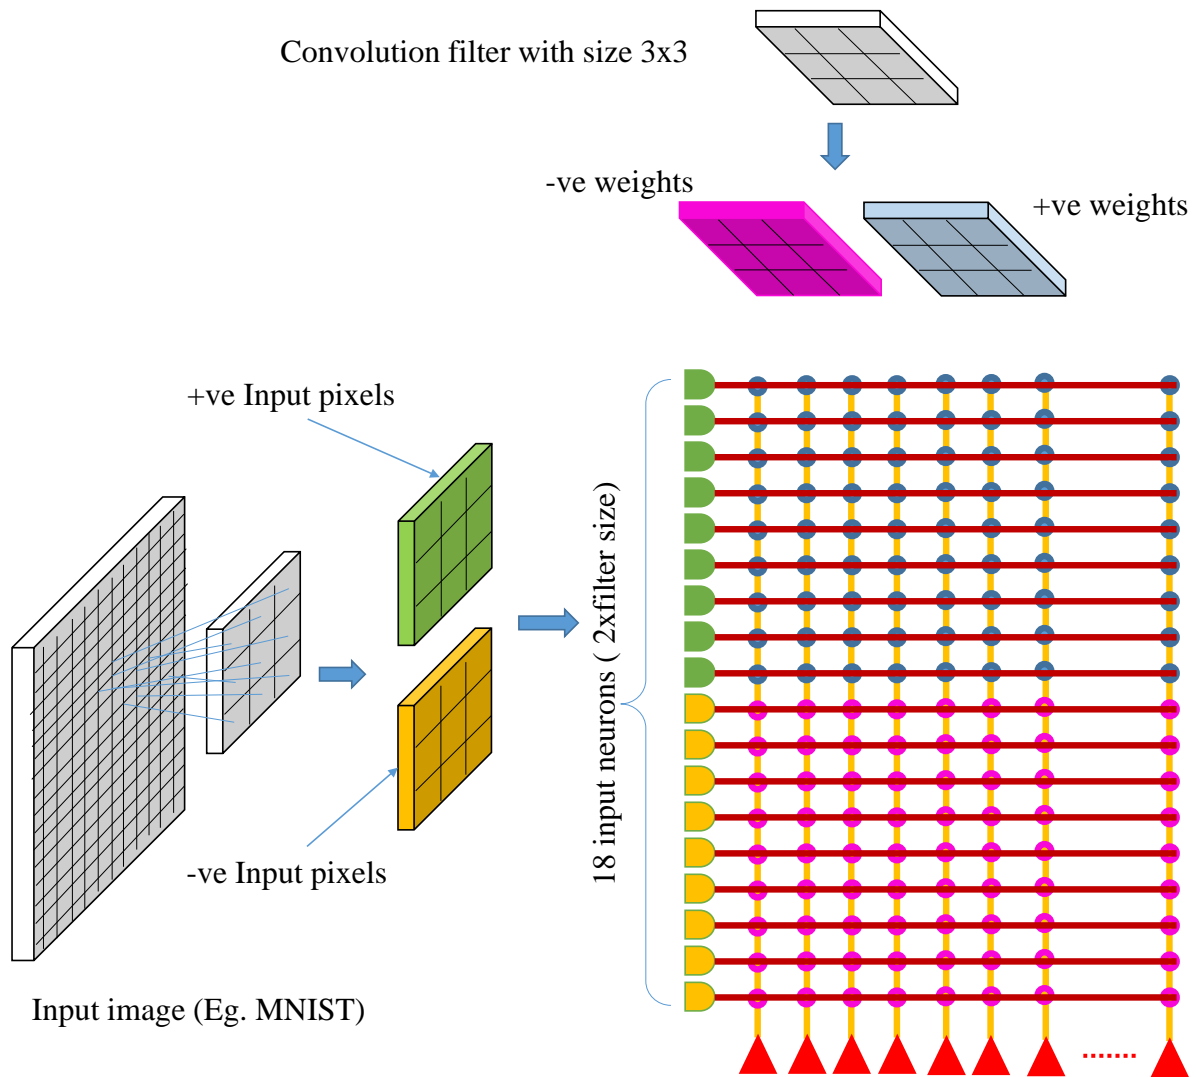 Convolution filter with size 3x3
-ve weights
+ve weights
+ve Input pixels
18 input neurons ( 2xfilter size)
-ve Input pixels
Input image (Eg. MNIST)